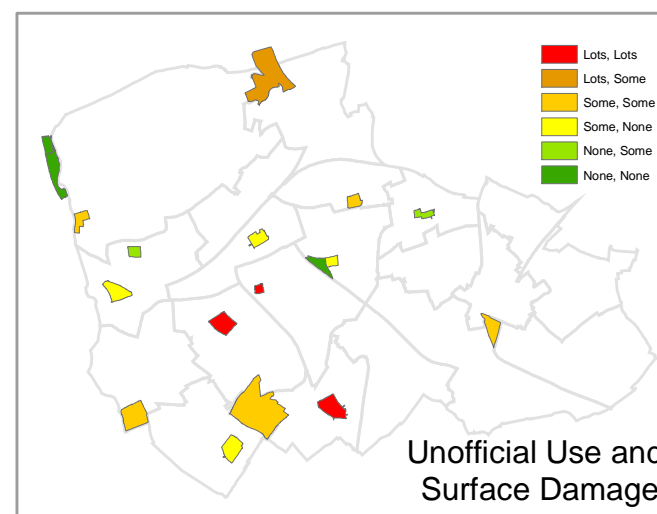 Lots, Lots
Lots, Some
Some, Some
Some, None
None, Some
None, None
Unofficial Use and
Surface Damage